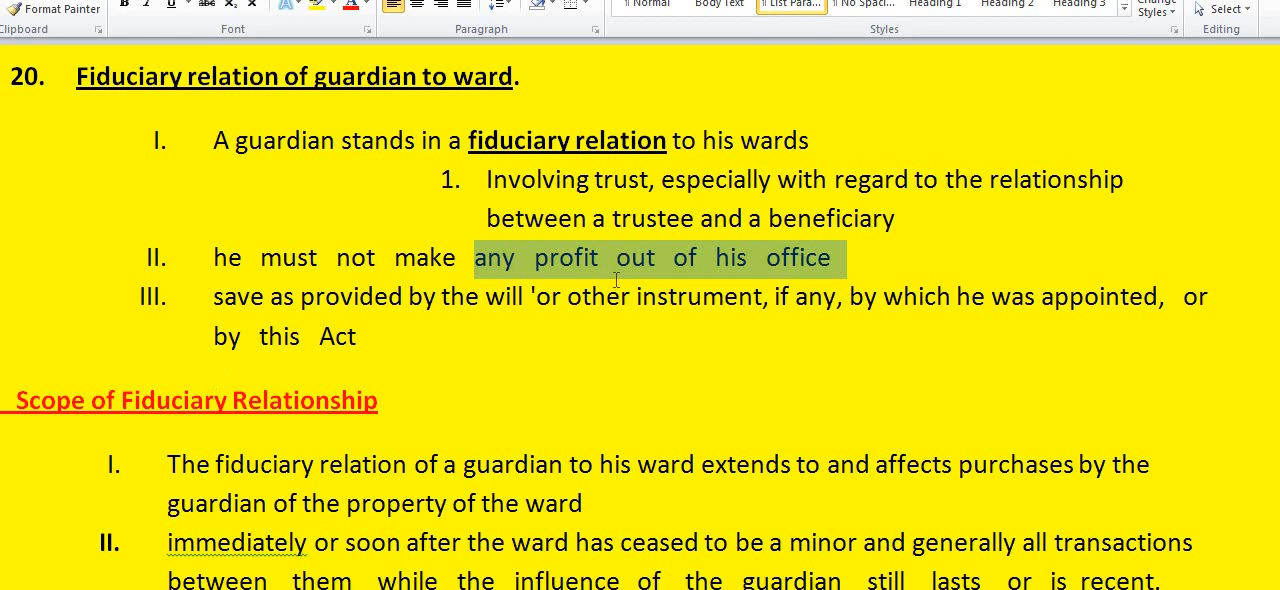 Format Painter
B I U abc X₂ X A A
¶ Normal Body Text ¶ List Para... ¶ No Spaci... Heading 1 Heading 2 Heading 3 Change Styles Select
Clipboard Font Paragraph Styles Editing
20. Fiduciary relation of guardian to ward.
I. A guardian stands in a fiduciary relation to his wards
1. Involving trust, especially with regard to the relationship
between a trustee and a beneficiary
II. he must not make any profit out of his office
III. save as provided by the will 'or other instrument, if any, by which he was appointed, or
by this Act
Scope of Fiduciary Relationship
I. The fiduciary relation of a guardian to his ward extends to and affects purchases by the
guardian of the property of the ward
II. immediately or soon after the ward has ceased to be a minor and generally all transactions
between them while the influence of the guardian still lasts or is recent.